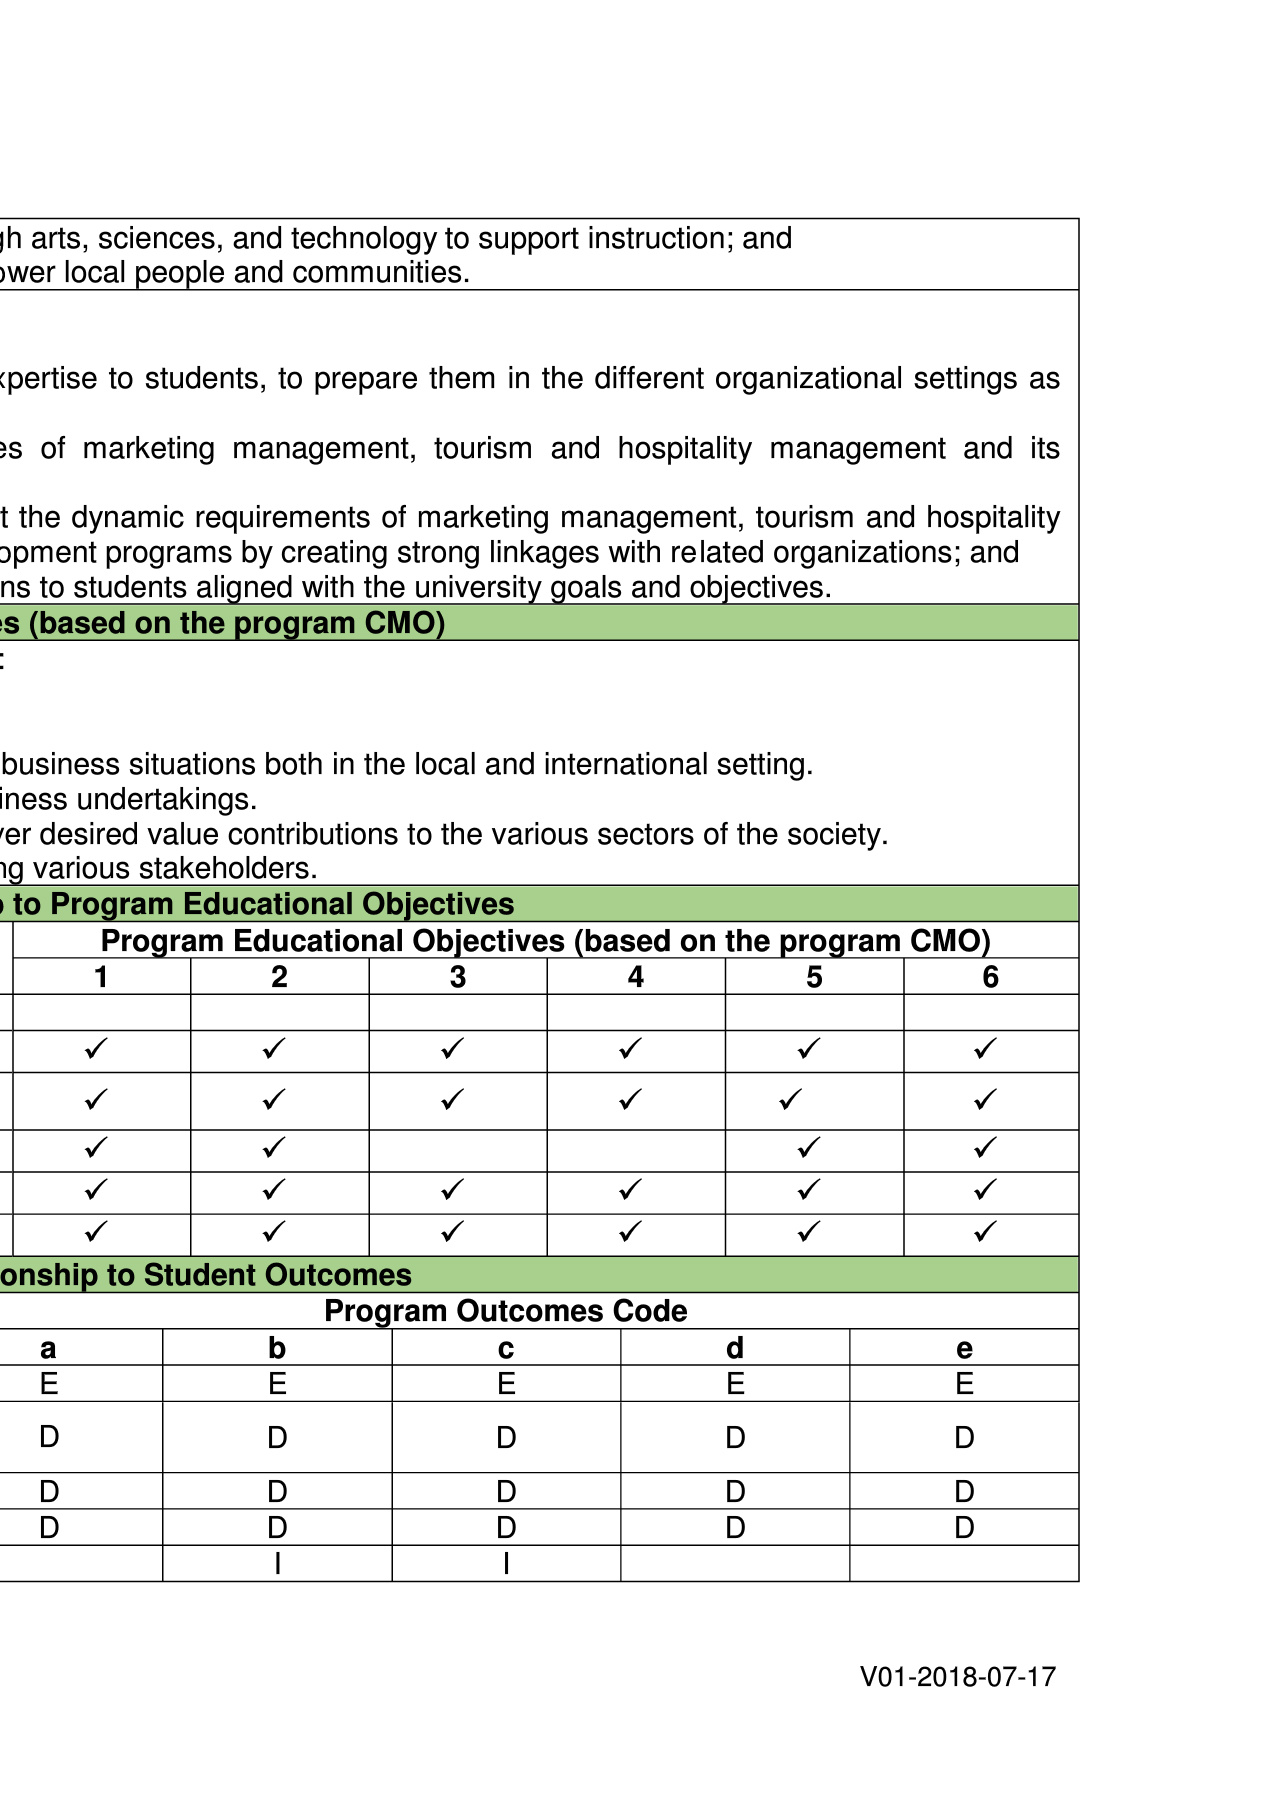 gh arts, sciences, and technology to support instruction; and
ower local people and communities.
xpertise to students, to prepare them in the different organizational settings as
es of marketing management, tourism and hospitality management and its
t the dynamic requirements of marketing management, tourism and hospitality
opment programs by creating strong linkages with related organizations; and
ns to students aligned with the university goals and objectives.
es (based on the program CMO)
:
business situations both in the local and international setting.
iness undertakings.
ver desired value contributions to the various sectors of the society.
ng various stakeholders.
p to Program Educational Objectives
Program Educational Objectives (based on the program CMO)
1 2 3 4 5 6
✓ ✓ ✓ ✓ ✓ ✓
✓ ✓ ✓ ✓ ✓ ✓
✓ ✓ ✓ ✓
✓ ✓ ✓ ✓ ✓ ✓
✓ ✓ ✓ ✓ ✓ ✓
onship to Student Outcomes
Program Outcomes Code
a b c d e
E E E E E
D D D D D
D D D D D
D D D D D
I I
V01-2018-07-17